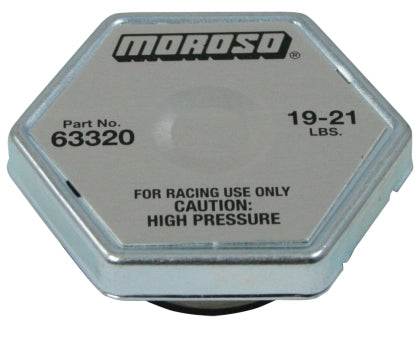 MOROSO®
Part No.
63320
19-21
LBS.
FOR RACING USE ONLY
CAUTION:
HIGH PRESSURE